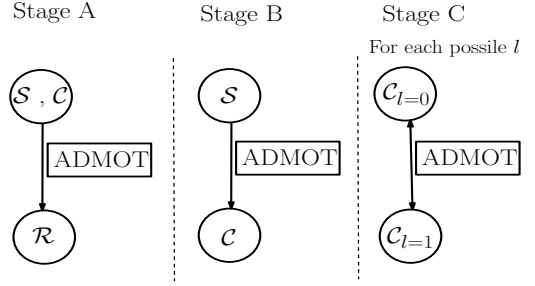 Stage A
Stage B
Stage C
For each possile l
S , C
S
C_{l=0}
ADMOT
ADMOT
ADMOT
R
C
C_{l=1}